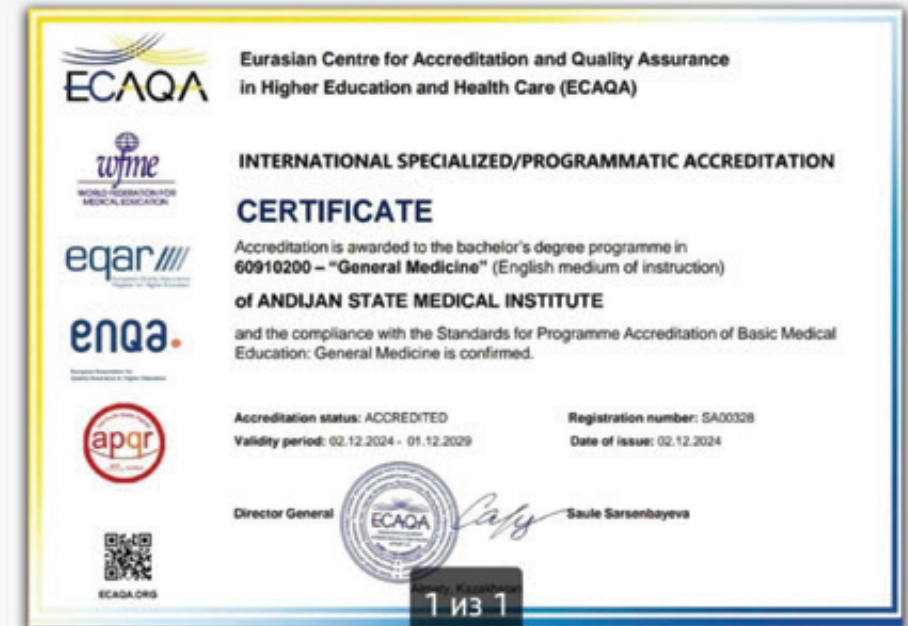 ECAQA
Eurasian Centre for Accreditation and Quality Assurance
in Higher Education and Health Care (ECAQA)
wfme
WORLD FEDERATION FOR
MEDICAL EDUCATION
INTERNATIONAL SPECIALIZED/PROGRAMMATIC ACCREDITATION
CERTIFICATE
Accreditation is awarded to the bachelor's degree programme in
60910200 – "General Medicine" (English medium of instruction)
eqar////
of ANDIJAN STATE MEDICAL INSTITUTE
enqa.
and the compliance with the Standards for Programme Accreditation of Basic Medical
Education: General Medicine is confirmed.
apqr
Accreditation status: ACCREDITED
Registration number: SA00328
Validity period: 02.12.2024 - 01.12.2029
Date of issue: 02.12.2024
Director General
ECAQA
Saule Sarsenbayeva
ECAQA.ORG
Almaty, Kazakhstan
1 из 1